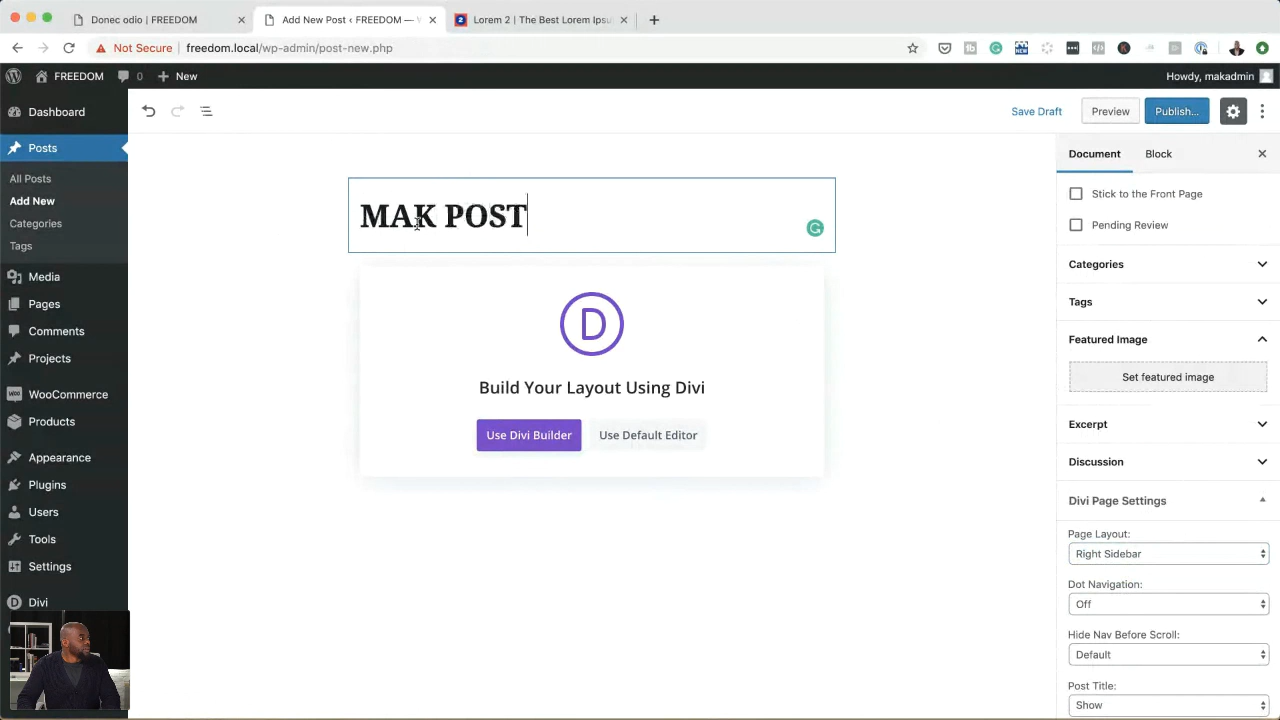 Donec odio | FREEDOM
Add New Post ‹ FREEDOM —
Lorem 2 | The Best Lorem Ipsu
Not Secure
freedom.local/wp-admin/post-new.php
FREEDOM
0
New
Howdy, makadmin
Dashboard
Posts
All Posts
Add New
Categories
Tags
Media
Pages
Comments
Projects
WooCommerce
Products
Appearance
Plugins
Users
Tools
Settings
Divi
Save Draft
Preview
Publish...
MAK POST
D
Build Your Layout Using Divi
Use Divi Builder
Use Default Editor
Document
Block
Stick to the Front Page
Pending Review
Categories
Tags
Featured Image
Set featured image
Excerpt
Discussion
Divi Page Settings
Page Layout:
Right Sidebar
Dot Navigation:
Off
Hide Nav Before Scroll:
Default
Post Title:
Show